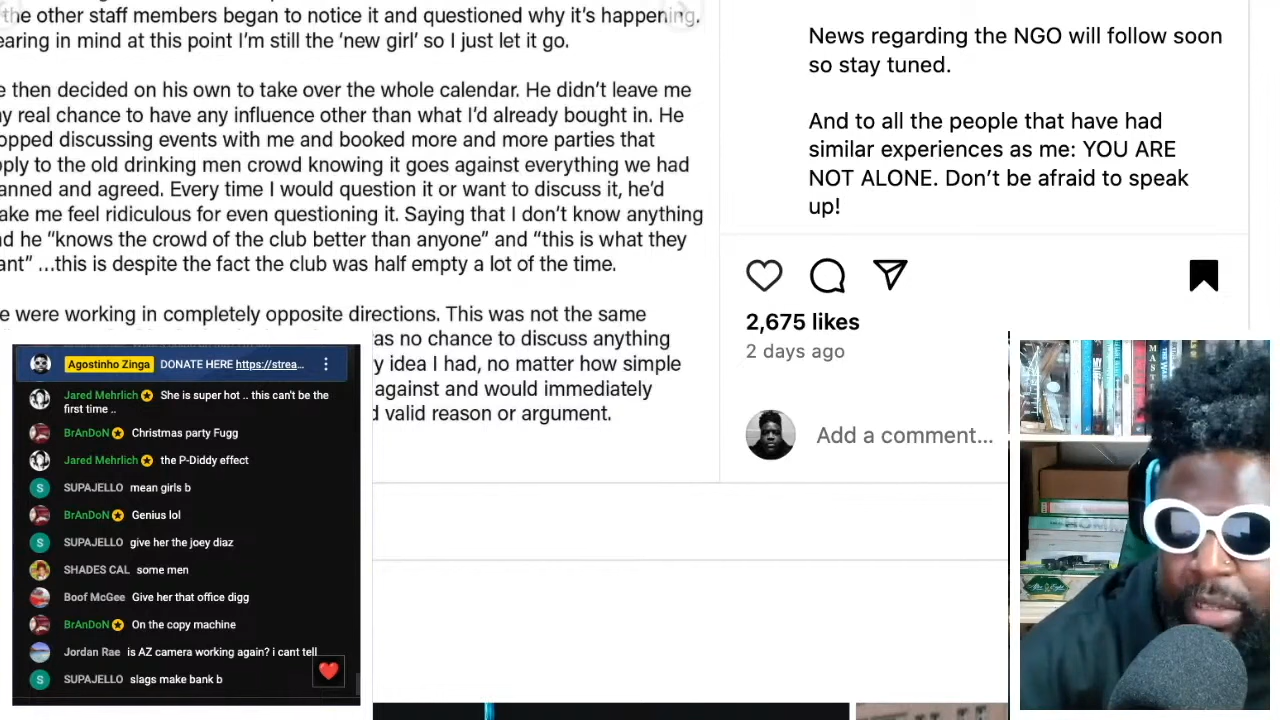 the other staff members began to notice it and questioned why it's happening.
earing in mind at this point I'm still the ‘new girl’ so I just let it go.
e then decided on his own to take over the whole calendar. He didn't leave me
y real chance to have any influence other than what I'd already bought in. He
opped discussing events with me and booked more and more parties that
ply to the old drinking men crowd knowing it goes against everything we had
anned and agreed. Every time I would question it or want to discuss it, he'd
ake me feel ridiculous for even questioning it. Saying that I don't know anything
d he “knows the crowd of the club better than anyone” and “this is what they
ant” ...this is despite the fact the club was half empty a lot of the time.
e were working in completely opposite directions. This was not the same
as no chance to discuss anything
y idea I had, no matter how simple
against and would immediately
d valid reason or argument.
News regarding the NGO will follow soon
so stay tuned.
And to all the people that have had
similar experiences as me: YOU ARE
NOT ALONE. Don't be afraid to speak
up!
2,675 likes
2 days ago
Add a comment...
Agostinho Zinga DONATE HERE https://strea...
Jared Mehrlich She is super hot .. this can't be the
first time ..
BrAnDoN Christmas party Fugg
Jared Mehrlich the P-Diddy effect
S SUPAJELLO mean girls b
BrAnDoN Genius lol
S SUPAJELLO give her the joey diaz
SHADES CAL some men
Boof McGee Give her that office digg
BrAnDoN On the copy machine
Jordan Rae is AZ camera working again? i cant tell
S SUPAJELLO slags make bank b